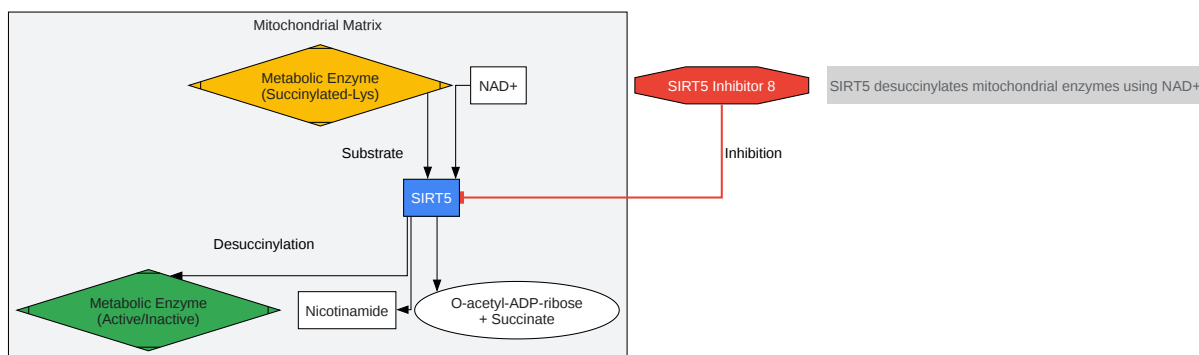 Mitochondrial Matrix
Metabolic Enzyme
(Succinylated-Lys)
NAD+
SIRT5 Inhibitor 8
SIRT5 desuccinylates mitochondrial enzymes using NAD+
Substrate
Inhibition
SIRT5
Desuccinylation
Metabolic Enzyme
(Active/Inactive)
Nicotinamide
O-acetyl-ADP-ribose
+ Succinate